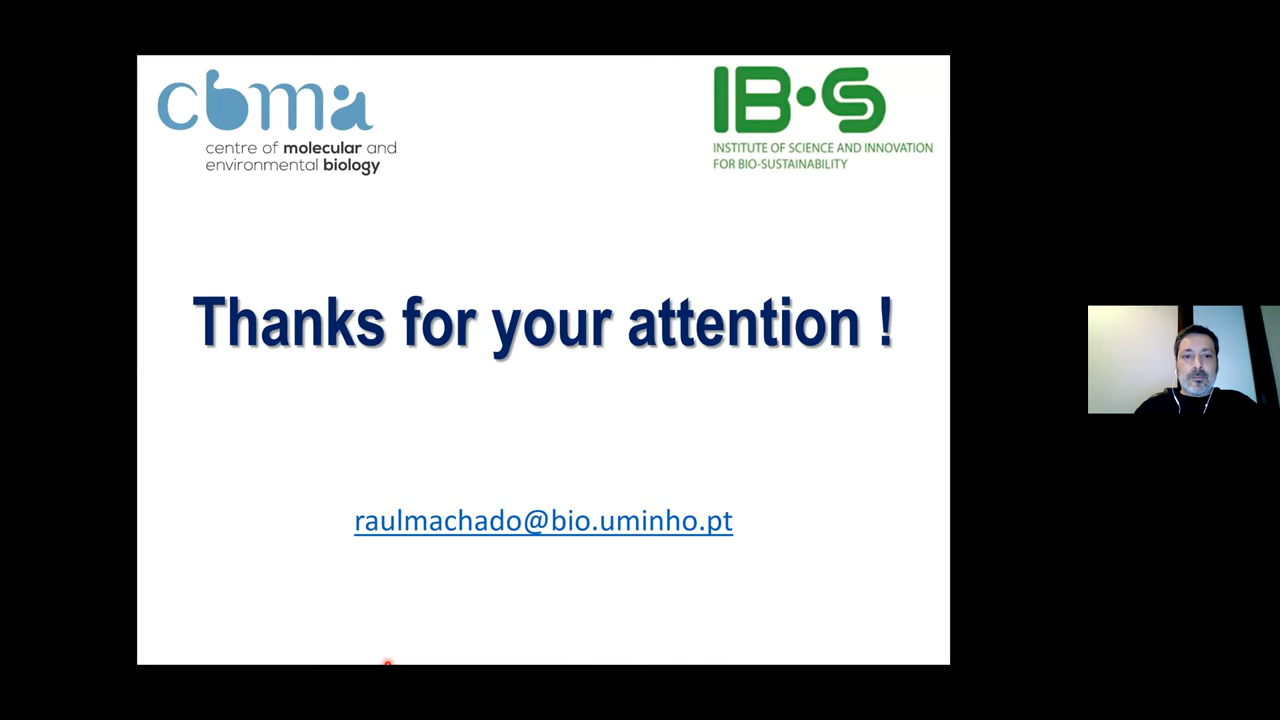 cbma
centre of molecular and
environmental biology
IB·S
INSTITUTE OF SCIENCE AND INNOVATION
FOR BIO-SUSTAINABILITY
Thanks for your attention !
raulmachado@bio.uminho.pt